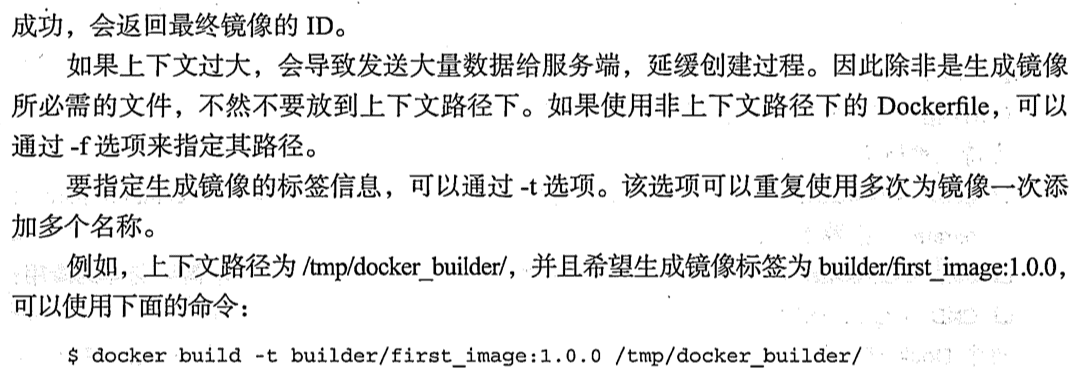 成功，会返回最终镜像的 ID。
如果上下文过大，会导致发送大量数据给服务端，延缓创建过程。因此除非是生成镜像
所必需的文件，不然不要放到上下文路径下。如果使用非上下文路径下的 Dockerfile，可以
通过 -f 选项来指定其路径。
要指定生成镜像的标签信息，可以通过 -t 选项。该选项可以重复使用多次为镜像一次添
加多个名称。
例如，上下文路径为 /tmp/docker_builder/，并且希望生成镜像标签为 builder/first_image:1.0.0，
可以使用下面的命令：
$ docker build -t builder/first_image:1.0.0 /tmp/docker_builder/